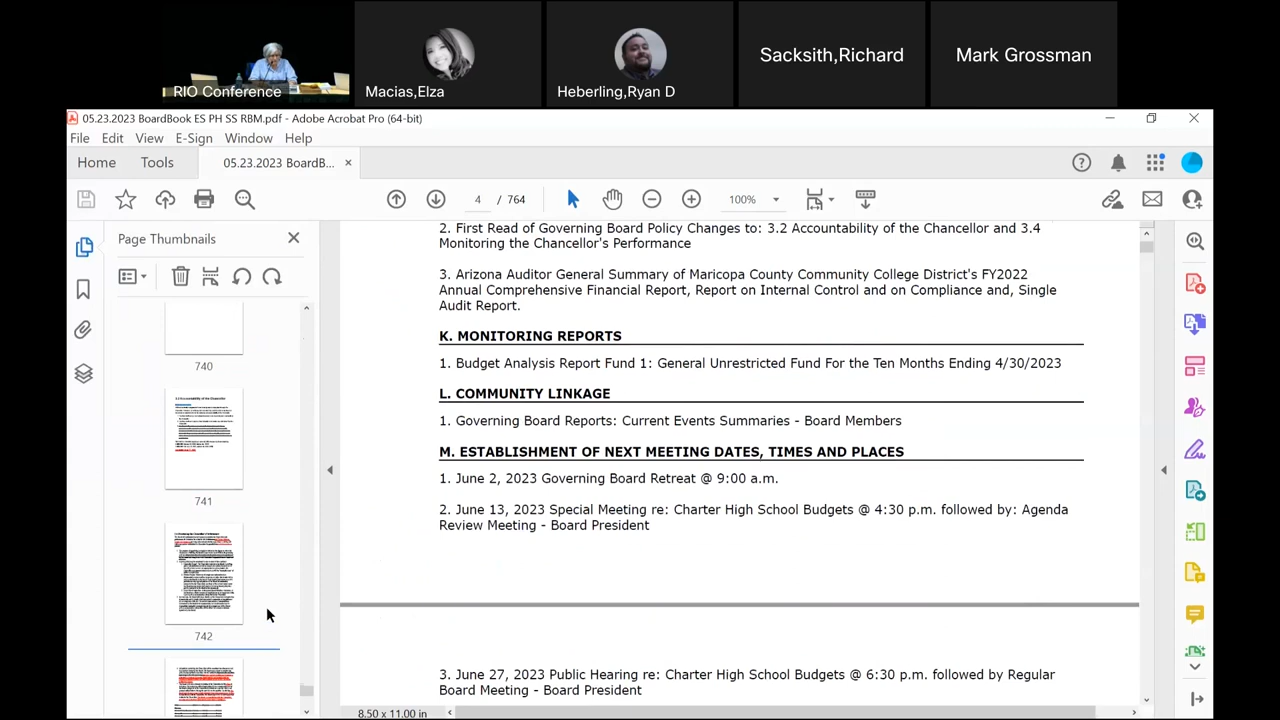 RIO Conference
Macias,Elza
Heberling,Ryan D
Sacksith,Richard
Mark Grossman
05.23.2023 BoardBook ES PH SS RBM.pdf - Adobe Acrobat Pro (64-bit)
File Edit View E-Sign Window Help
Home Tools 05.23.2023 BoardB... ×
4 / 764 100%
Page Thumbnails
740
741
742
2. First Read of Governing Board Policy Changes to: 3.2 Accountability of the Chancellor and 3.4
Monitoring the Chancellor's Performance
3. Arizona Auditor General Summary of Maricopa County Community College District's FY2022
Annual Comprehensive Financial Report, Report on Internal Control and on Compliance and, Single
Audit Report.
K. MONITORING REPORTS
1. Budget Analysis Report Fund 1: General Unrestricted Fund For the Ten Months Ending 4/30/2023
L. COMMUNITY LINKAGE
1. Governing Board Reports: Current Events Summaries - Board Members
M. ESTABLISHMENT OF NEXT MEETING DATES, TIMES AND PLACES
1. June 2, 2023 Governing Board Retreat @ 9:00 a.m.
2. June 13, 2023 Special Meeting re: Charter High School Budgets @ 4:30 p.m. followed by: Agenda
Review Meeting - Board President
3. June 27, 2023 Public Hearing re: Charter High School Budgets @ 6:30 p.m. followed by Regular
Board Meeting - Board President
8.50 x 11.00 in